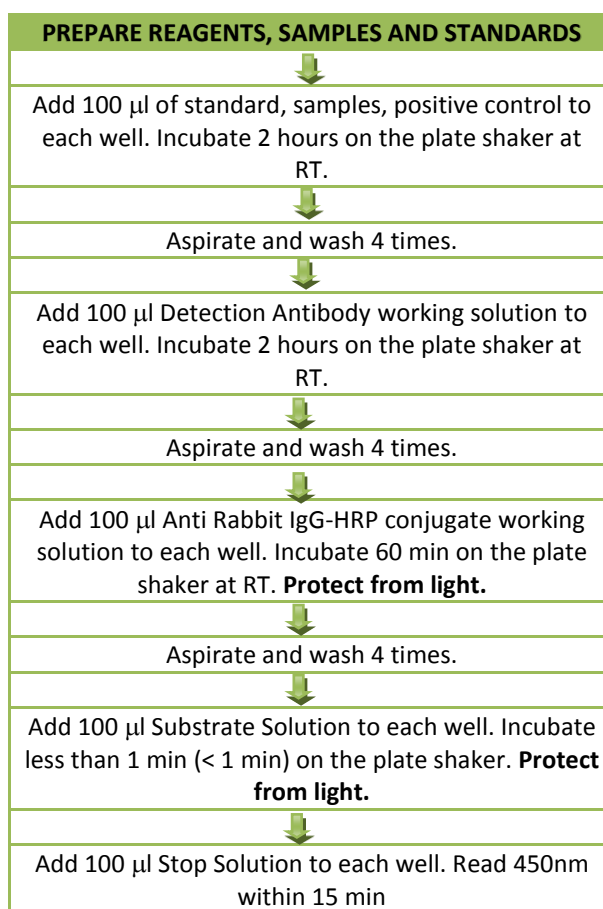 PREPARE REAGENTS, SAMPLES AND STANDARDS
Add 100 μl of standard, samples, positive control to
each well. Incubate 2 hours on the plate shaker at
RT.
Aspirate and wash 4 times.
Add 100 μl Detection Antibody working solution to
each well. Incubate 2 hours on the plate shaker at
RT.
Aspirate and wash 4 times.
Add 100 μl Anti Rabbit IgG-HRP conjugate working
solution to each well. Incubate 60 min on the plate
shaker at RT. Protect from light.
Aspirate and wash 4 times.
Add 100 μl Substrate Solution to each well. Incubate
less than 1 min (< 1 min) on the plate shaker. Protect
from light.
Add 100 μl Stop Solution to each well. Read 450nm
within 15 min